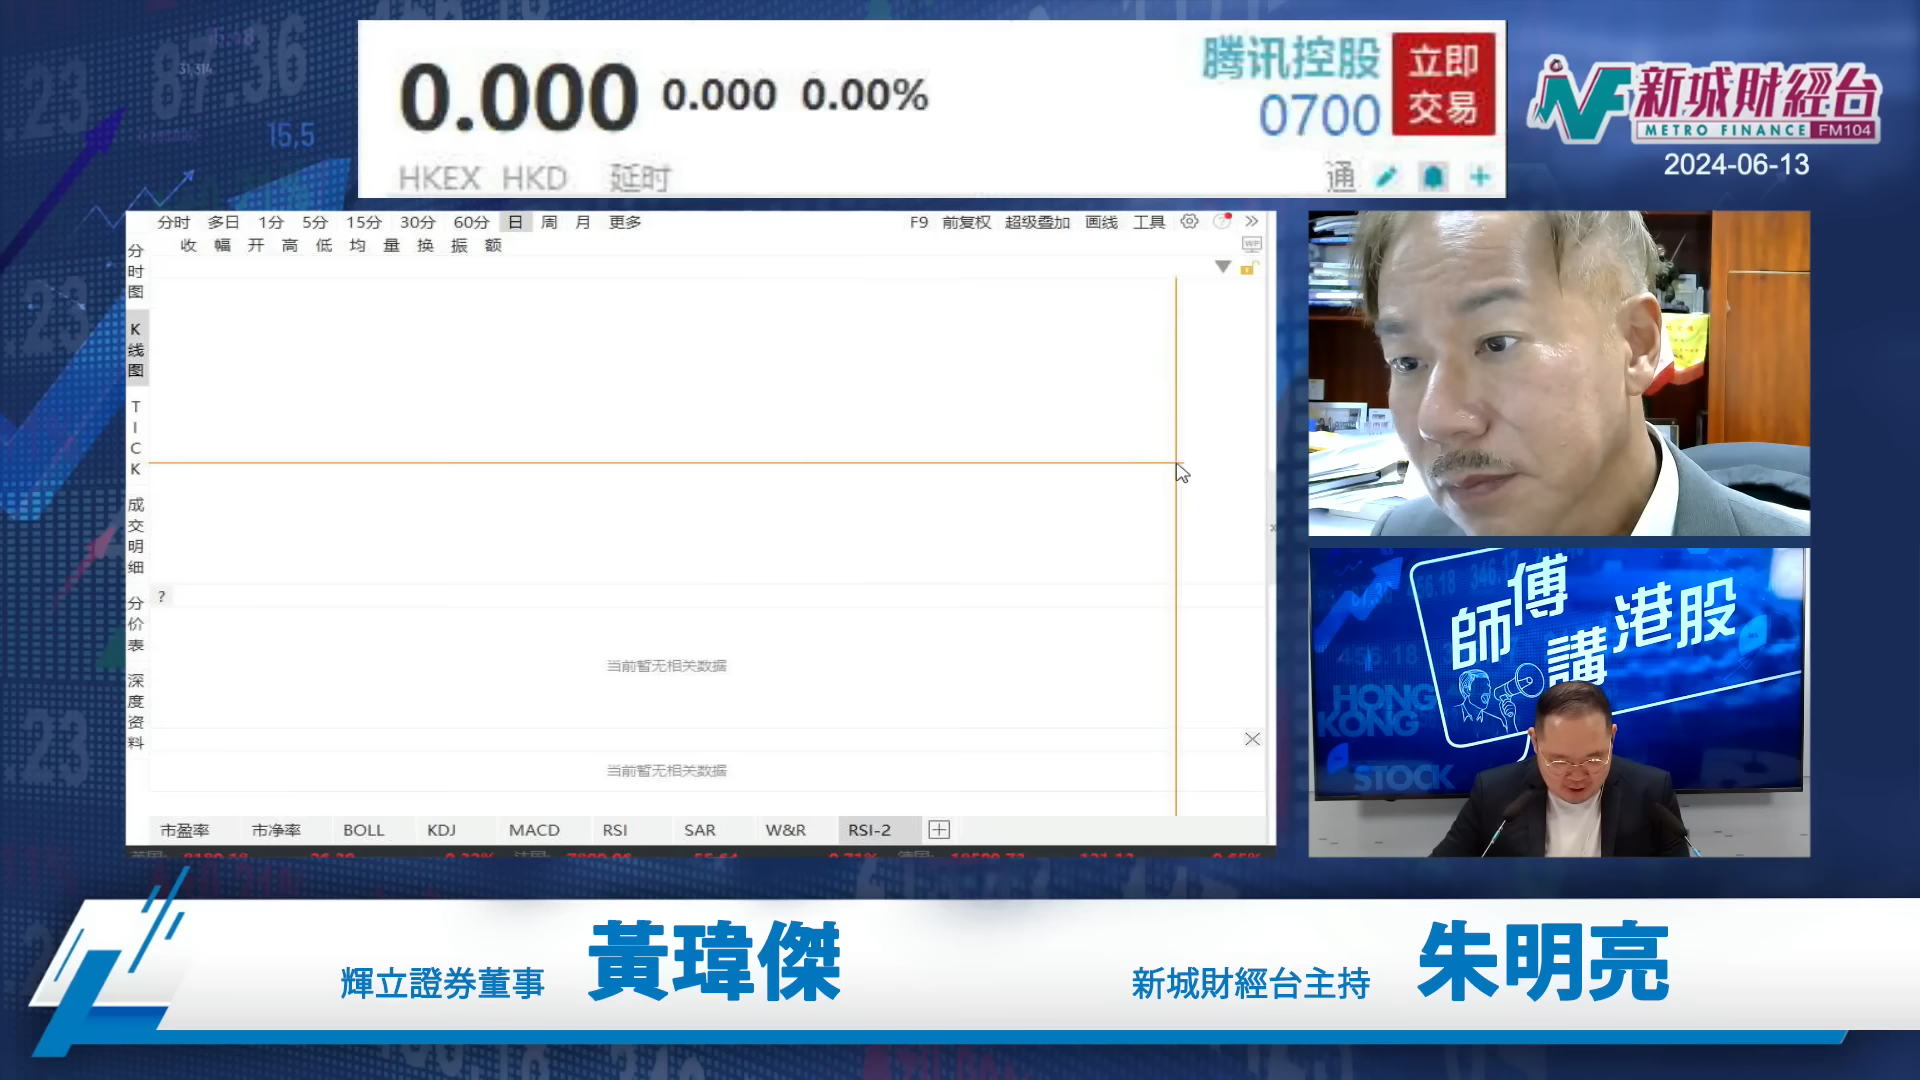 0.000 0.000 0.00%
HKEX HKD 延时
腾讯控股
0700
立即
交易
通
新城財經台
METRO FINANCE FM104
2024-06-13
分时 多日 1分 5分 15分 30分 60分 日 周 月 更多
F9 前复权 超级叠加 画线 工具
收 幅 开 高 低 均 量 换 振 额
WP
分时图
K线图
TICK
成交明细
分价表
深度资料
?
当前暂无相关数据
当前暂无相关数据
市盈率 市净率 BOLL KDJ MACD RSI SAR W&R RSI-2
師傅
講港股
HONG
KONG
STOCK
輝立證券董事 黃瑋傑
新城財經台主持 朱明亮